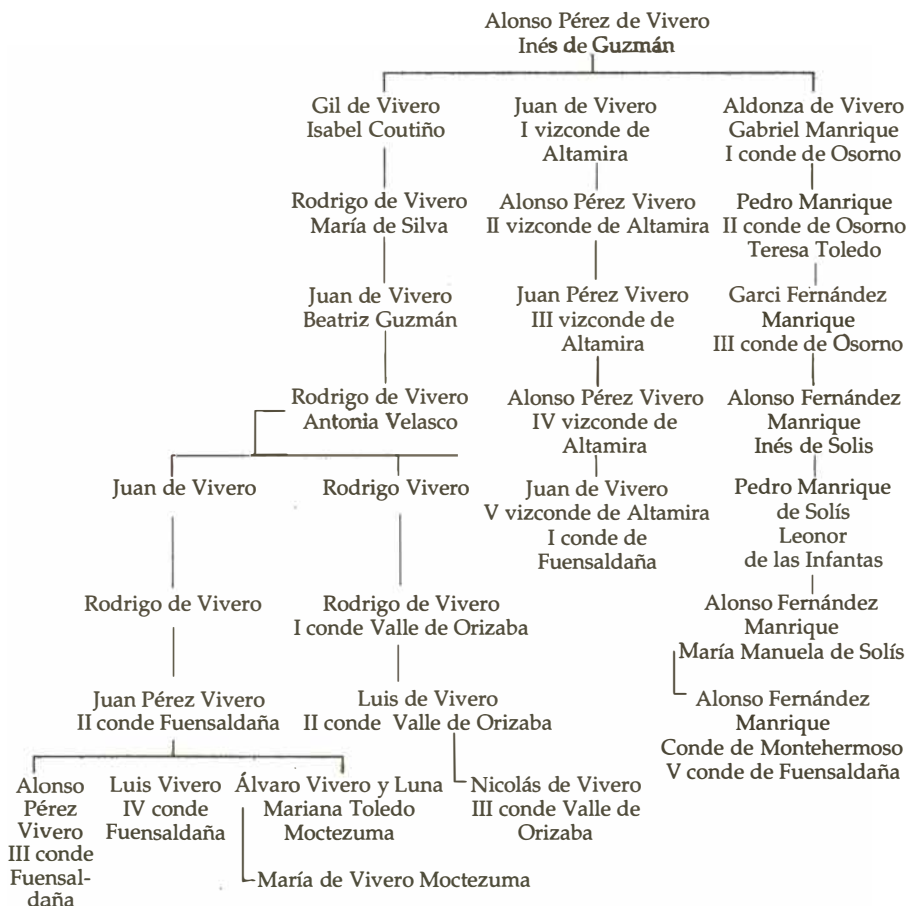 Alonso Pérez de Vivero
Inés de Guzmán
Gil de Vivero
Isabel Coutiño
Juan de Vivero
I vizconde de
Altamira
Aldonza de Vivero
Gabriel Manrique
I conde de Osorno
Rodrigo de Vivero
María de Silva
Alonso Pérez Vivero
II vizconde de Altamira
Pedro Manrique
II conde de Osorno
Teresa Toledo
Juan de Vivero
Beatriz Guzmán
Juan Pérez Vivero
III vizconde de
Altamira
Garci Fernández
Manrique
III conde de Osorno
Rodrigo de Vivero
Antonia Velasco
Alonso Pérez Vivero
IV vizconde de
Altamira
Alonso Fernández
Manrique
Inés de Solis
Juan de Vivero
Rodrigo Vivero
Juan de Vivero
V vizconde de Altamira
I conde de
Fuensaldaña
Pedro Manrique
de Solís
Leonor
de las Infantas
Rodrigo de Vivero
Rodrigo de Vivero
I conde Valle de Orizaba
Alonso Fernández
Manrique
María Manuela de Solís
Juan Pérez Vivero
II conde Fuensaldaña
Luis de Vivero
II conde Valle de Orizaba
Alonso Fernández
Manrique
Conde de Montehermoso
V conde de Fuensaldaña
Alonso
Pérez
Vivero
III conde
Fuensal-
daña
Luis Vivero
IV conde
Fuensaldaña
Álvaro Vivero y Luna
Mariana Toledo
Moctezuma
Nicolás de Vivero
III conde Valle de
Orizaba
María de Vivero Moctezuma